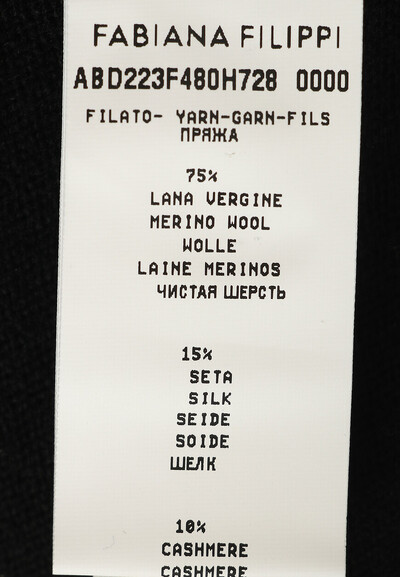 FABIANA FILIPPI
ABD223F480H728 0000
FILATO- YARN-GARN-FILS
ПРЯЖА
75%
LANA VERGINE
MERINO WOOL
WOLLE
LAINE MERINOS
ЧИСТАЯ ШЕРСТЬ
15%
SETA
SILK
SEIDE
SOIDE
ШЕЛК
10%
CASHMERE
CASHMERE